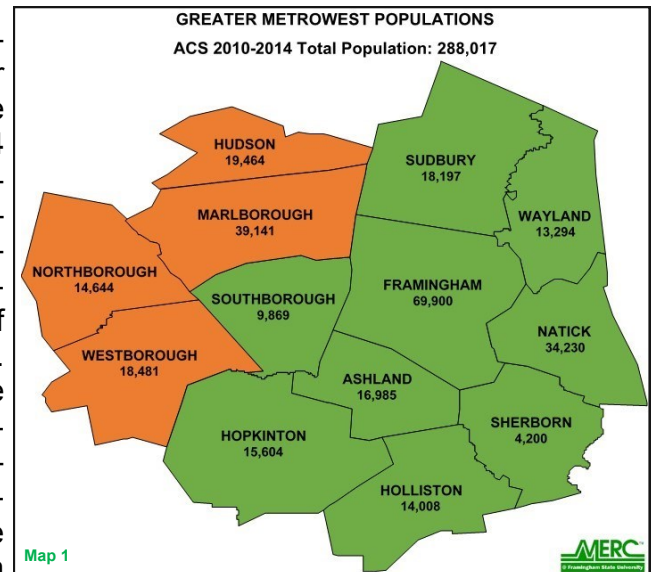 GREATER METROWEST POPULATIONS
ACS 2010-2014 Total Population: 288,017
HUDSON
19,464
SUDBURY
18,197
MARLBOROUGH
39,141
WAYLAND
13,294
NORTHBOROUGH
14,644
SOUTHBOROUGH
9,869
FRAMINGHAM
69,900
NATICK
34,230
WESTBOROUGH
18,481
ASHLAND
16,985
SHERBORN
4,200
HOPKINTON
15,604
HOLLISTON
14,008
Map 1
MERC
@ Framingham State University